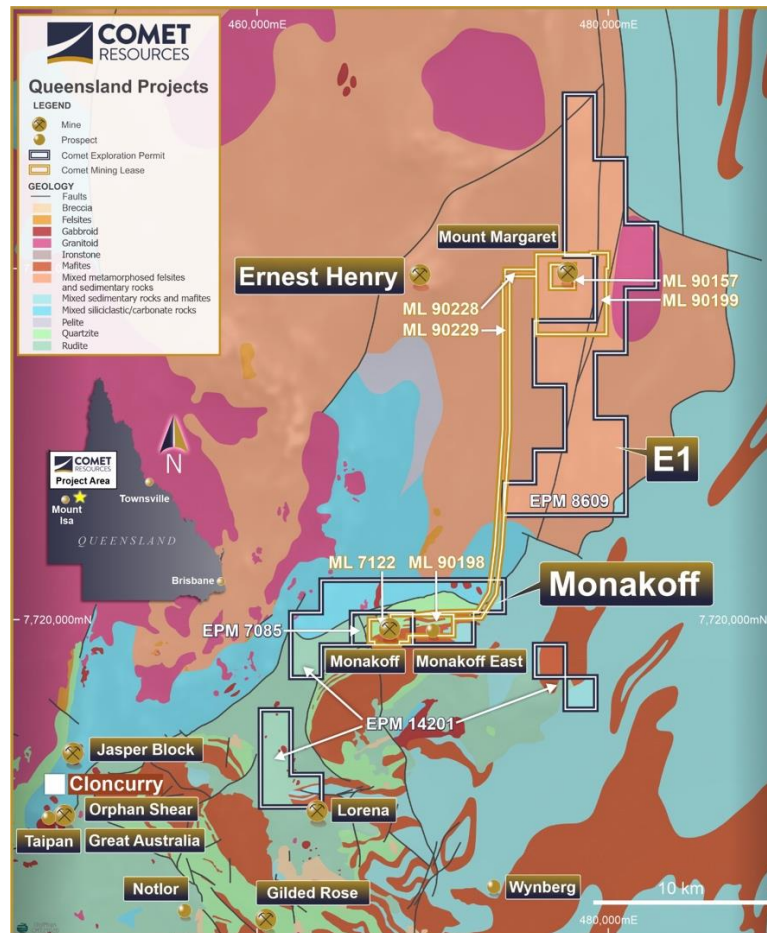 COMET
RESOURCES
Queensland Projects
LEGEND
Mine
Prospect
Comet Exploration Permit
Comet Mining Lease
GEOLOGY
Faults
Breccia
Felsites
Gabbroid
Granitoid
Ironstone
Mafites
Mixed metamorphosed felsites
and sedimentary rocks
Mixed sedimentary rocks and mafites
Mixed siliciclastic/carbonate rocks
Pelite
Quartzite
Rudite
460,000mE
480,000mE
Mount Margaret
Ernest Henry
ML 90157
ML 90199
ML 90228
ML 90229
E1
EPM 8609
N
COMET
RESOURCES
Project Area
Mount
Isa
Townsville
QUEENSLAND
Brisbane
ML 7122
ML 90198
Monakoff
7,720,000mN
7,720,000mN
EPM 7085
Monakoff
Monakoff East
EPM 14201
Jasper Block
Cloncurry
Orphan Shear
Taipan
Great Australia
Lorena
Notlor
Gilded Rose
Wynberg
10 km
480,000mE